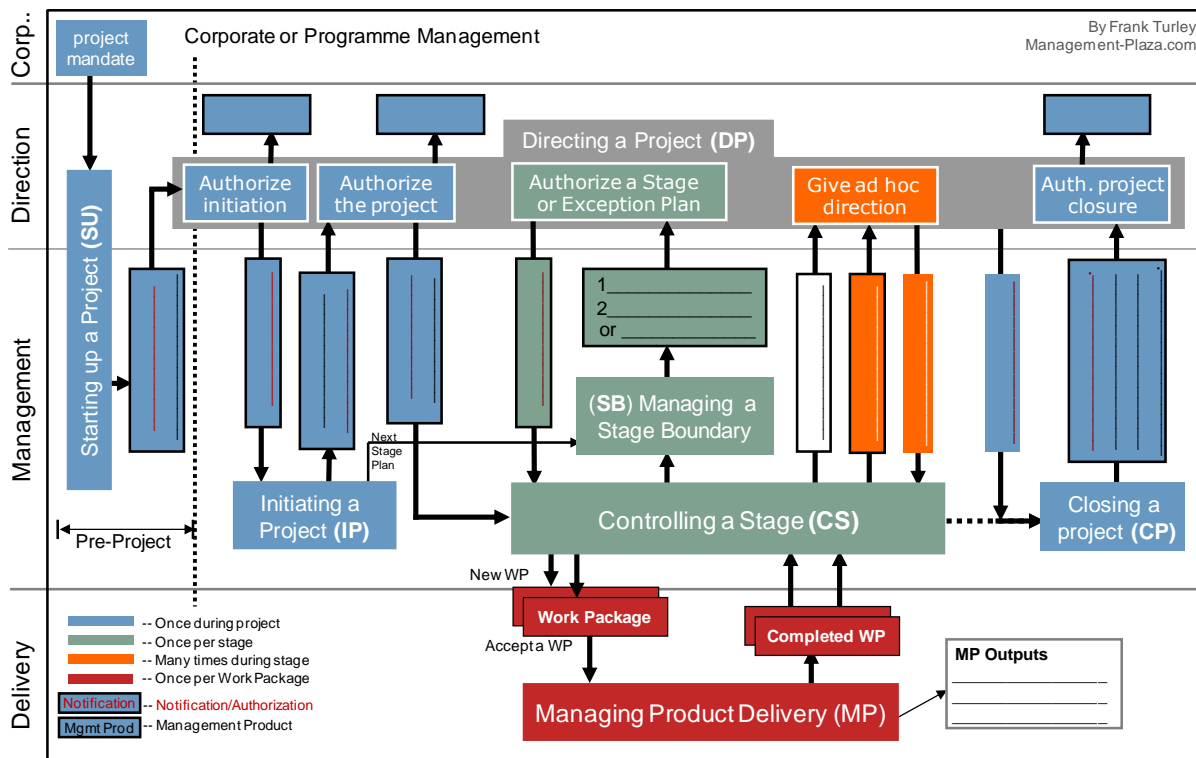 Corp..
project
mandate
Corporate or Programme Management
By Frank Turley
Management-Plaza.com
Direction
Directing a Project (DP)
Authorize
initiation
Authorize
the project
Authorize a Stage
or Exception Plan
Give ad hoc
direction
Auth. project
closure
Management
Starting up a Project (SU)
1_______________
2_______________
or ______________
(SB) Managing a
Stage Boundary
Next
Stage
Plan
Initiating a
Project (IP)
Controlling a Stage (CS)
Closing a
project (CP)
Pre-Project
New WP
Work Package
Accept a WP
Completed WP
Delivery
-- Once during project
-- Once per stage
-- Many times during stage
-- Once per Work Package
Notification -- Notification/Authorization
Mgmt Prod -- Management Product
Managing Product Delivery (MP)
MP Outputs